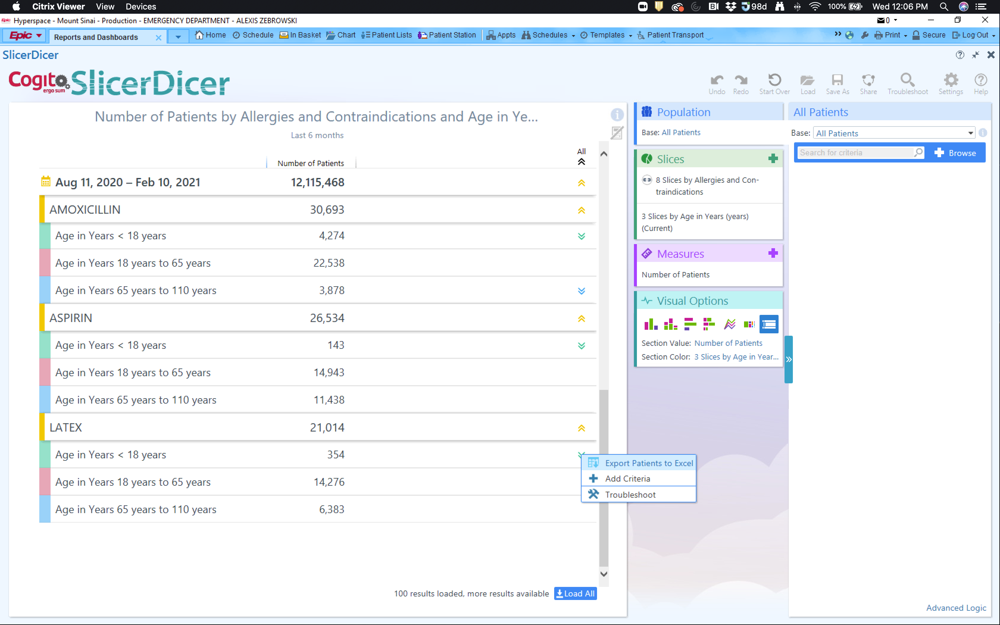 Citrix Viewer View Devices 98d 100% Wed 12:06 PM
Epic Hyperspace - Mount Sinai - Production - EMERGENCY DEPARTMENT - ALEXIS ZEBROWSKI 0
Epic Reports and Dashboards Home Schedule In Basket Chart Patient Lists Patient Station Appts Schedules Templates Patient Transport Print Secure Log Out
SlicerDicer
Cogito ergo sum SlicerDicer
Undo Redo Start Over Load Save As Share Troubleshoot Settings Help
Number of Patients by Allergies and Contraindications and Age in Ye...
Last 6 months
All
Number of Patients
Aug 11, 2020 – Feb 10, 2021 12,115,468
AMOXICILLIN 30,693
Age in Years < 18 years 4,274
Age in Years 18 years to 65 years 22,538
Age in Years 65 years to 110 years 3,878
ASPIRIN 26,534
Age in Years < 18 years 143
Age in Years 18 years to 65 years 14,943
Age in Years 65 years to 110 years 11,438
LATEX 21,014
Age in Years < 18 years 354
Age in Years 18 years to 65 years 14,276
Age in Years 65 years to 110 years 6,383
Export Patients to Excel
Add Criteria
Troubleshoot
100 results loaded, more results available Load All
Population
Base: All Patients
Slices
8 Slices by Allergies and Con-
traindications
3 Slices by Age in Years (years)
(Current)
Measures
Number of Patients
Visual Options
Section Value: Number of Patients
Section Color: 3 Slices by Age in Year...
All Patients
Base: All Patients
Search for criteria Browse
Advanced Logic